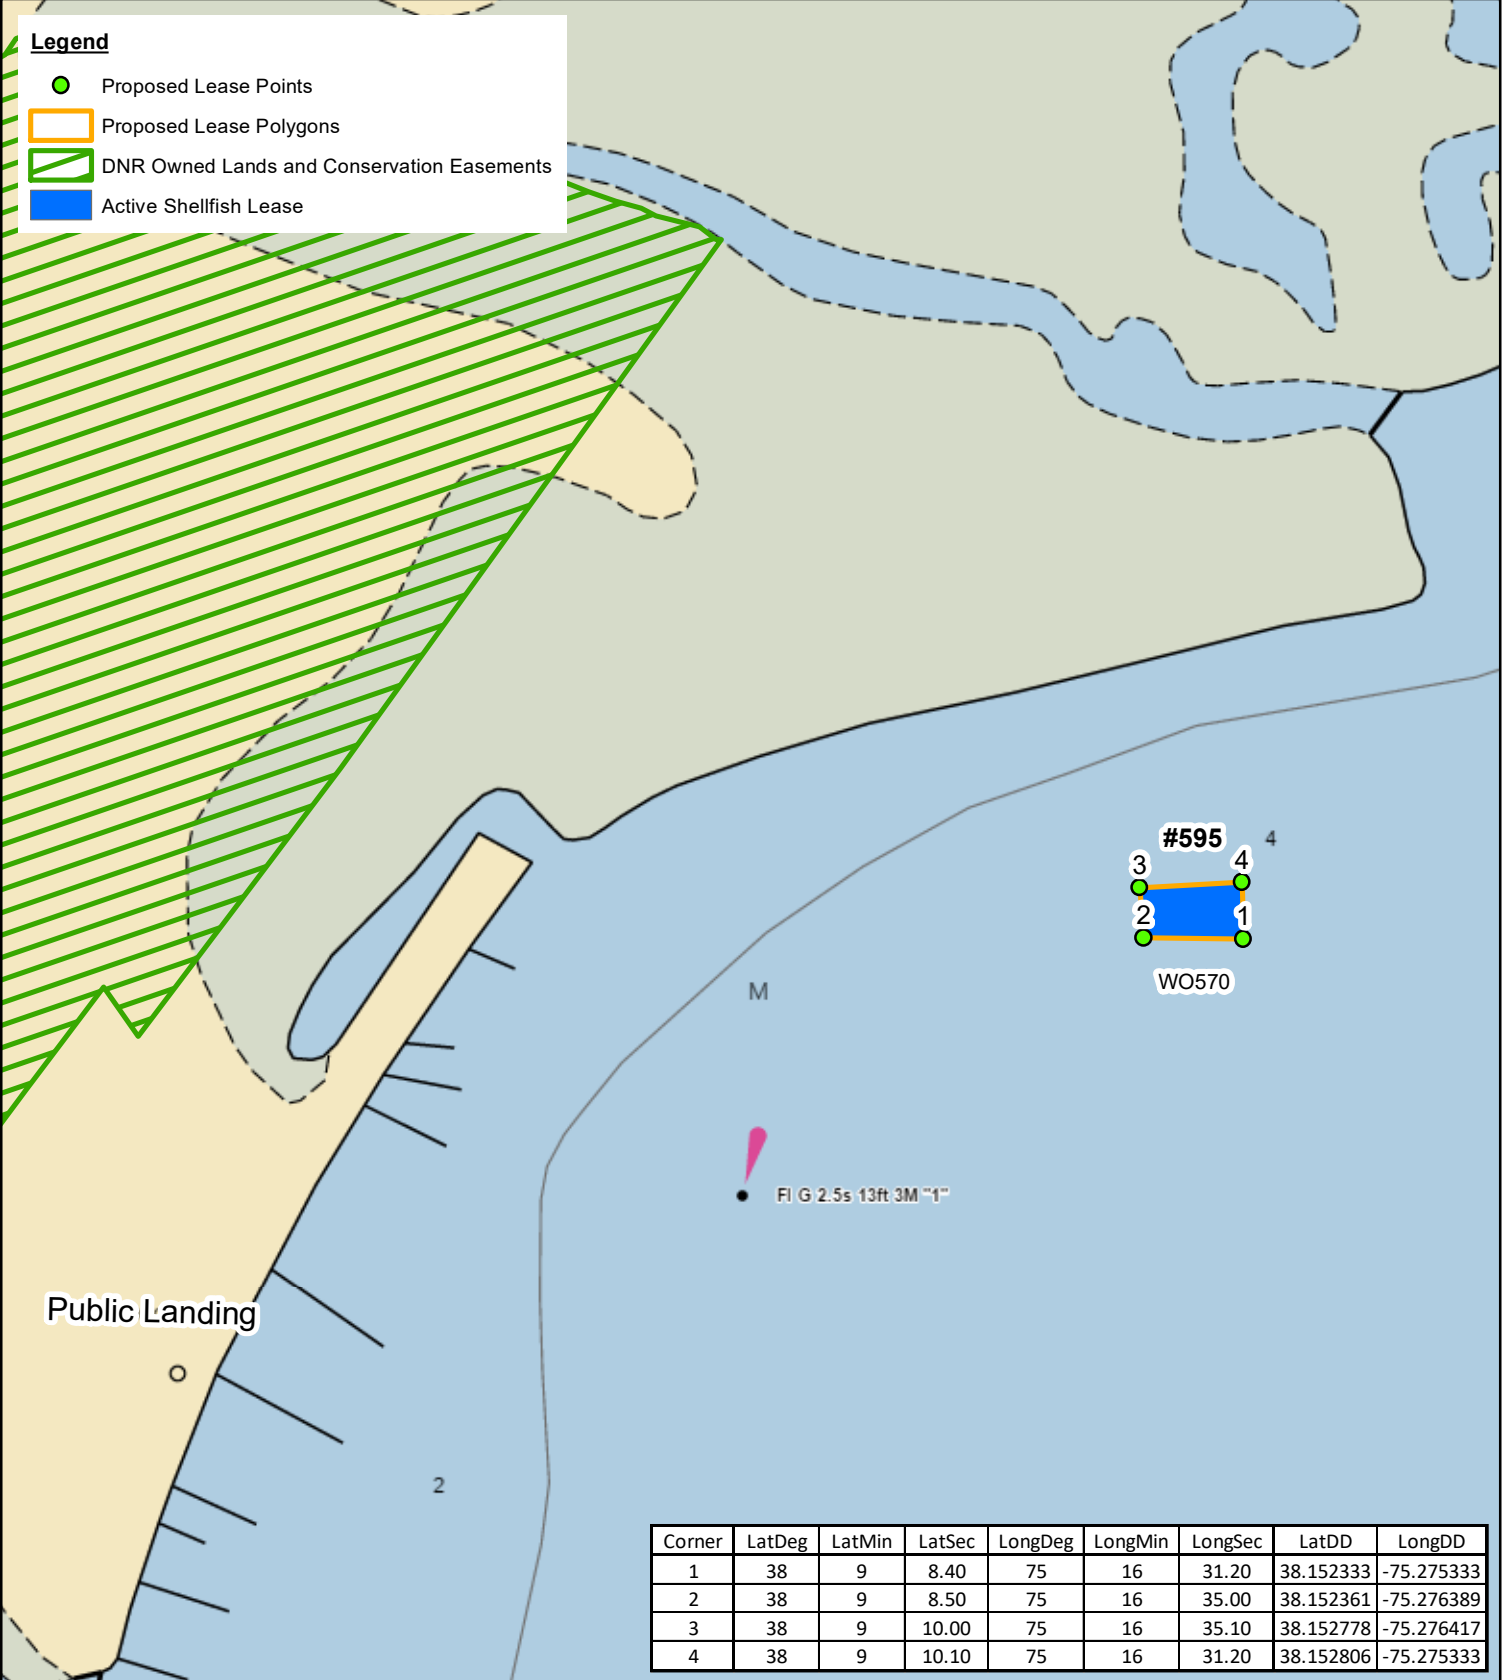 Legend
Proposed Lease Points
Proposed Lease Polygons
DNR Owned Lands and Conservation Easements
Active Shellfish Lease
#595
4
3
4
2
1
WO570
M
Fl G 2.5s 13ft 3M "1"
Public Landing
2
Corner LatDeg LatMin LatSec LongDeg LongMin LongSec LatDD LongDD
1 38 9 8.40 75 16 31.20 38.152333 -75.275333
2 38 9 8.50 75 16 35.00 38.152361 -75.276389
3 38 9 10.00 75 16 35.10 38.152778 -75.276417
4 38 9 10.10 75 16 31.20 38.152806 -75.275333